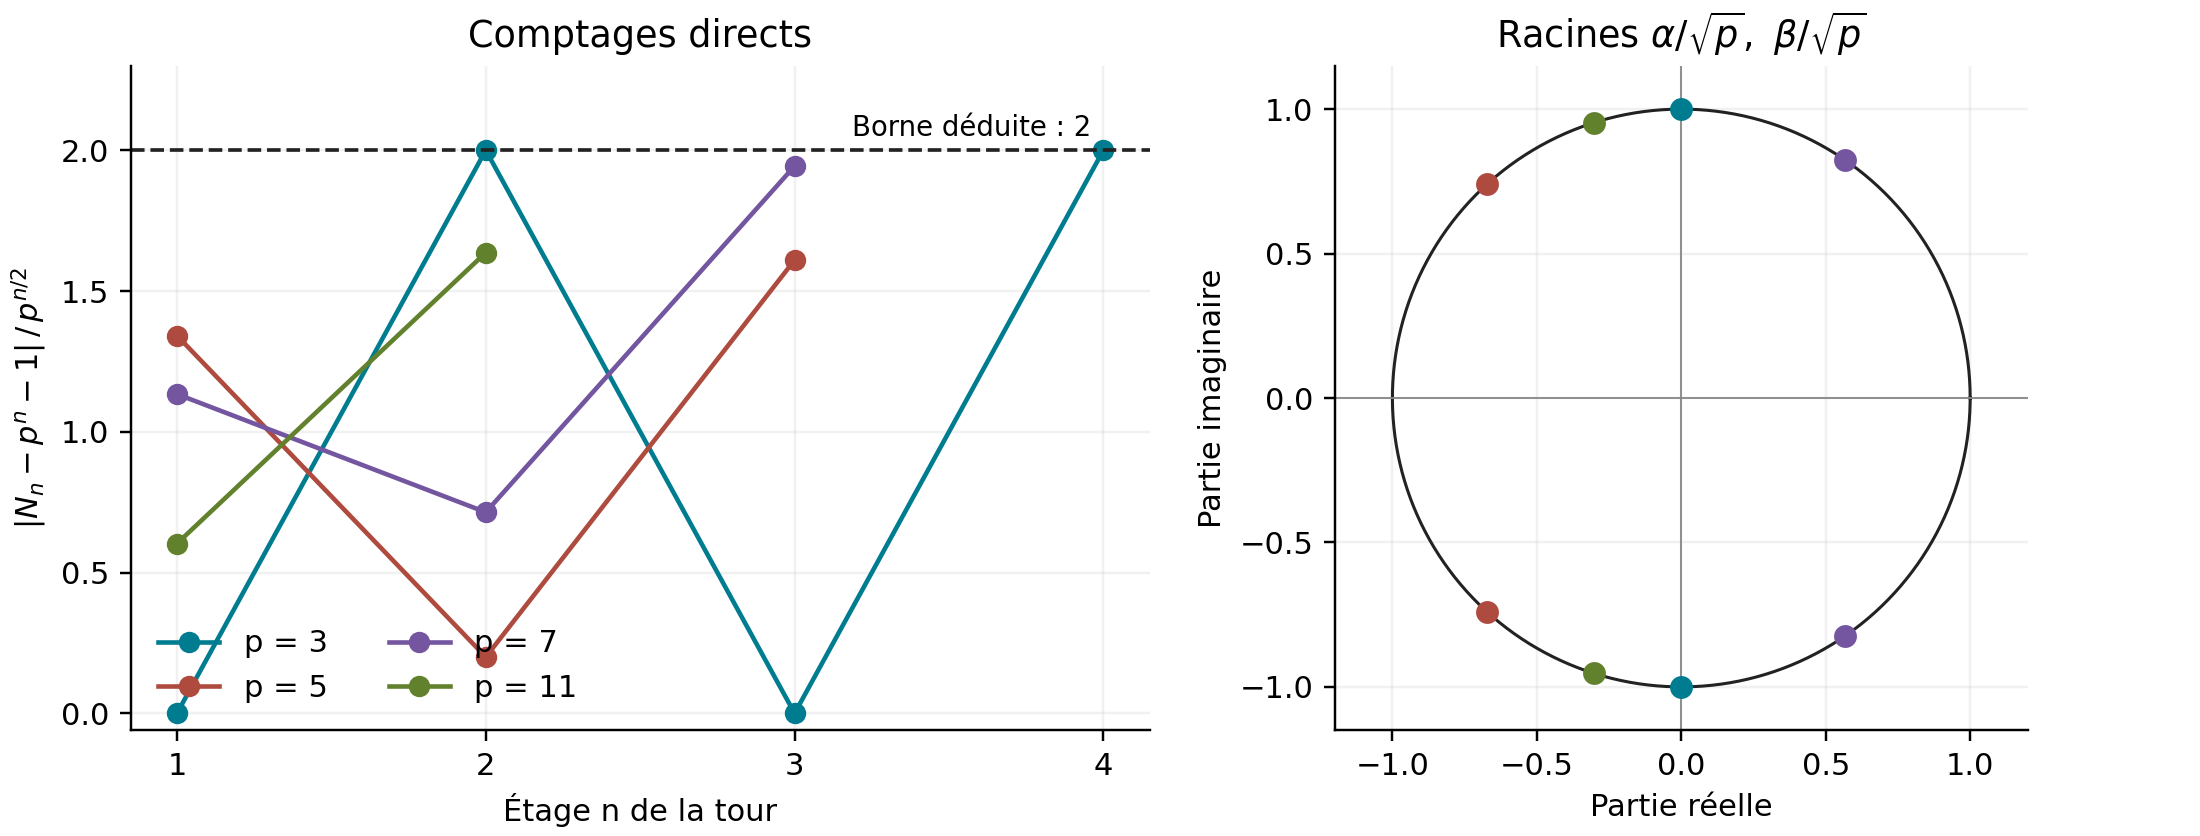 Comptages directs
|Nₙ − pⁿ − 1| / p^{n/2}
2.0
1.5
1.0
0.5
0.0
Borne déduite : 2
p = 3
p = 5
p = 7
p = 11
1 2 3 4
Étage n de la tour
Racines α/√p, β/√p
Partie imaginaire
1.0
0.5
0.0
−0.5
−1.0
−1.0 −0.5 0.0 0.5 1.0
Partie réelle